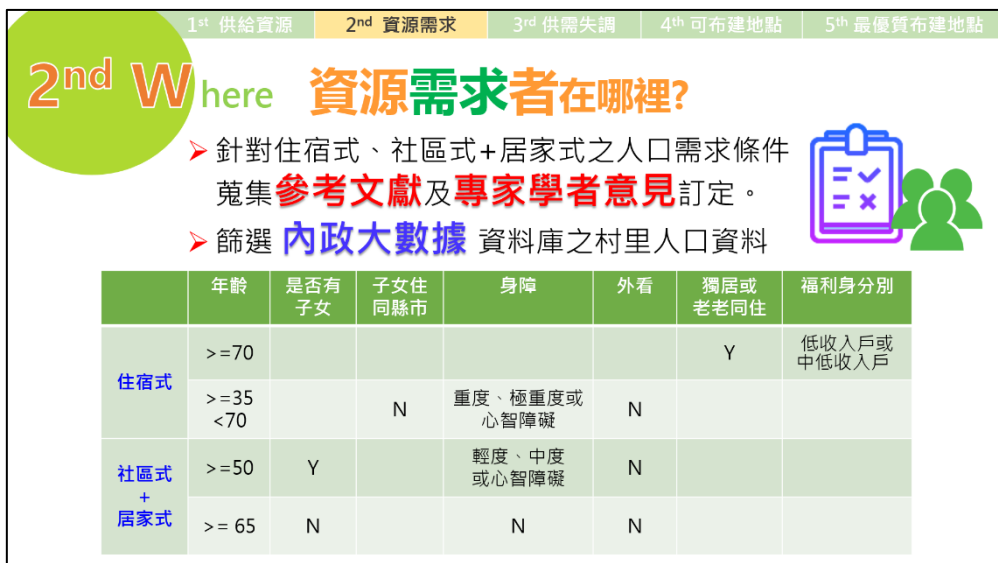 1st 供給資源 2nd 資源需求 3rd 供需失調 4th 可布建地點 5th 最優質布建地點
2nd Where 資源需求者在哪裡?
➢ 針對住宿式、社區式+居家式之人口需求條件
蒐集參考文獻及專家學者意見訂定。
➢ 篩選 內政大數據 資料庫之村里人口資料
年齡 是否有 子女住 身障 外看 獨居或 福利身分別
子女 同縣市 老老同住
住宿式
>=70 Y 低收入戶或
中低收入戶
>=35 N 重度、極重度或 N
<70 心智障礙
社區式
+
居家式
>=50 Y 輕度、中度 N
或心智障礙
>= 65 N N N